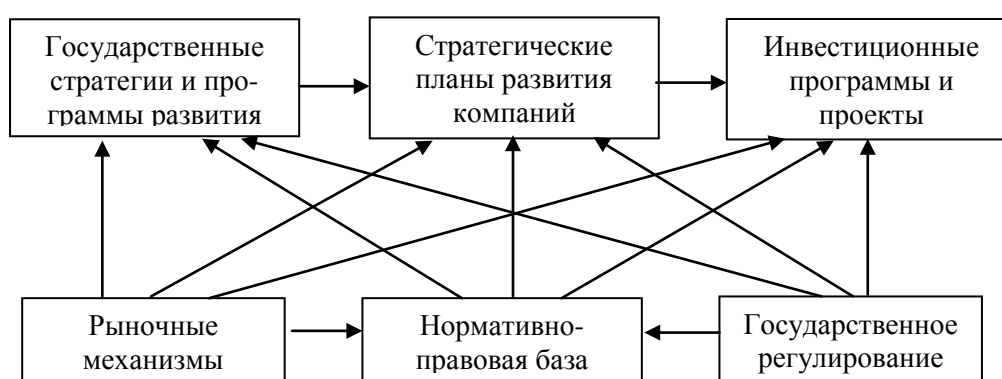 Государственные
стратегии и про-
граммы развития
Стратегические
планы развития
компаний
Инвестиционные
программы и
проекты
Рыночные
механизмы
Нормативно-
правовая база
Государственное
регулирование